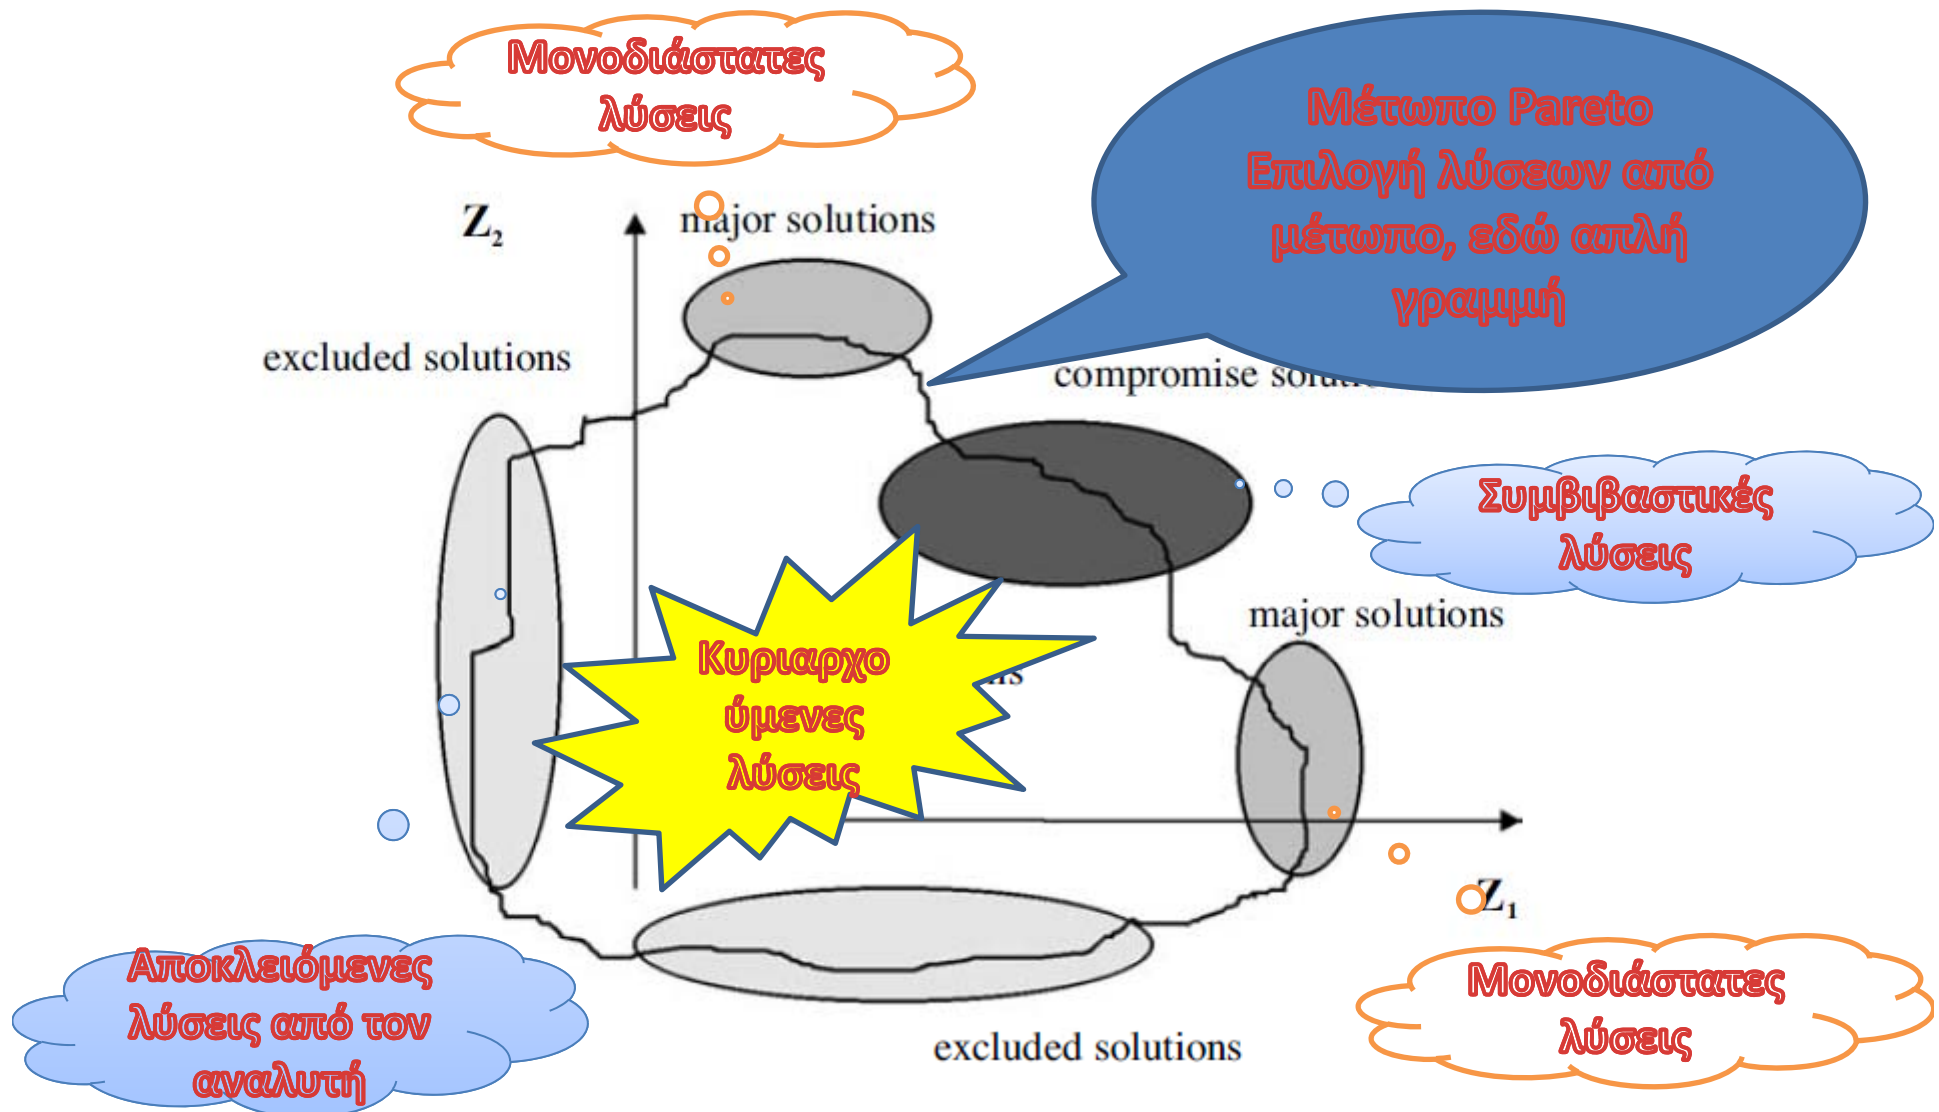 Μονοδιάστατες
λύσεις
Μέτωπο Pareto
Επιλογή λύσεων από
μέτωπο, εδώ απλή
γραμμή
Z2
major solutions
excluded solutions
compromise
Συμβιβαστικές
λύσεις
major solutions
Κυριαρχο
ύμενες
λύσεις
Z1
Αποκλειόμενες
λύσεις από τον
αναλυτή
Μονοδιάστατες
λύσεις
excluded solutions